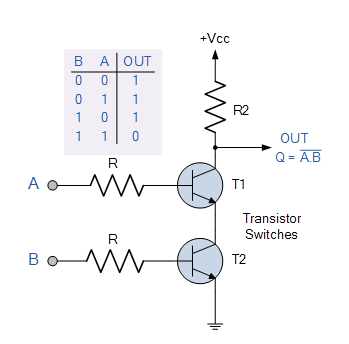 +Vcc
B A OUT
0 0 1
0 1 1
1 0 1
1 1 0
R2
OUT
Q = A.B̅
R
A
T1
Transistor
Switches
R
B
T2